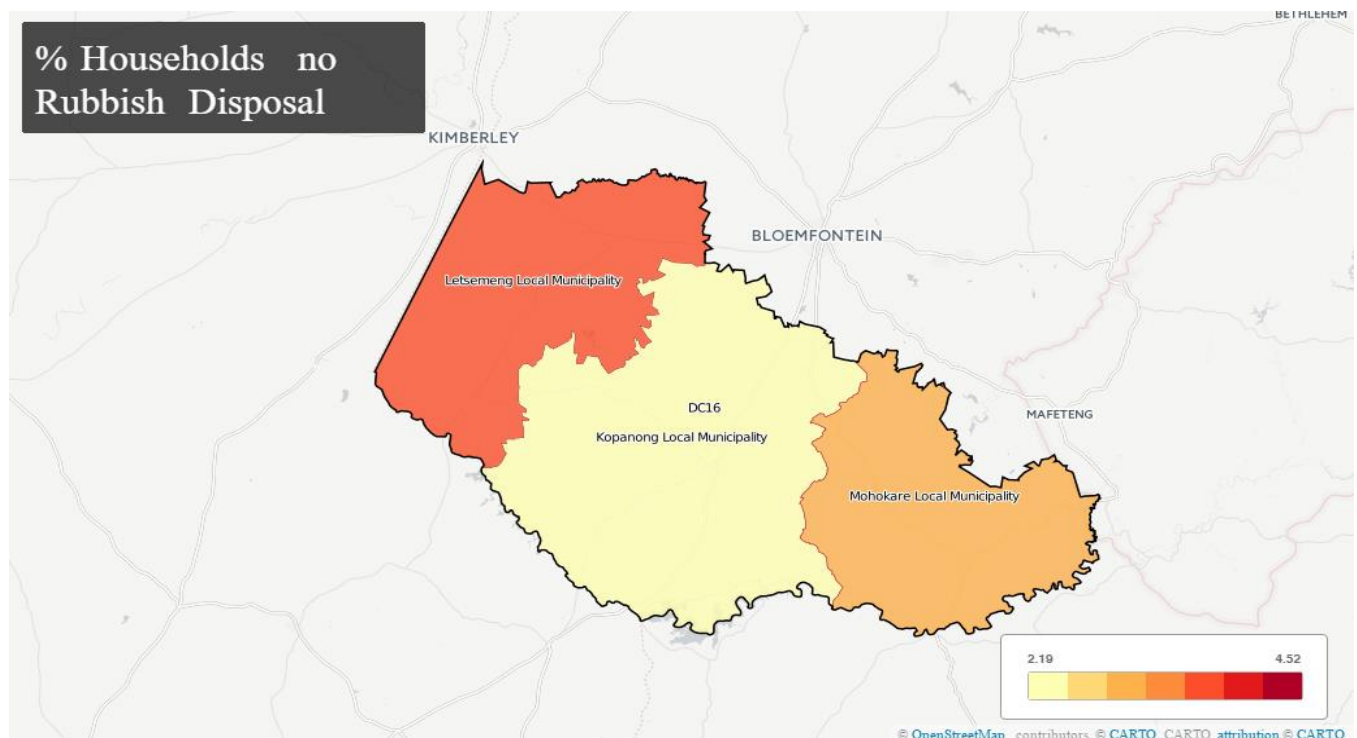 BETHLEHEM
% Households no
Rubbish Disposal
KIMBERLEY
BLOEMFONTEIN
Letsemeng Local Municipality
DC16
MAFETENG
Kopanong Local Municipality
Mohokare Local Municipality
2.19 4.52
© OpenStreetMap contributors © CARTO, CARTO attribution © CARTO